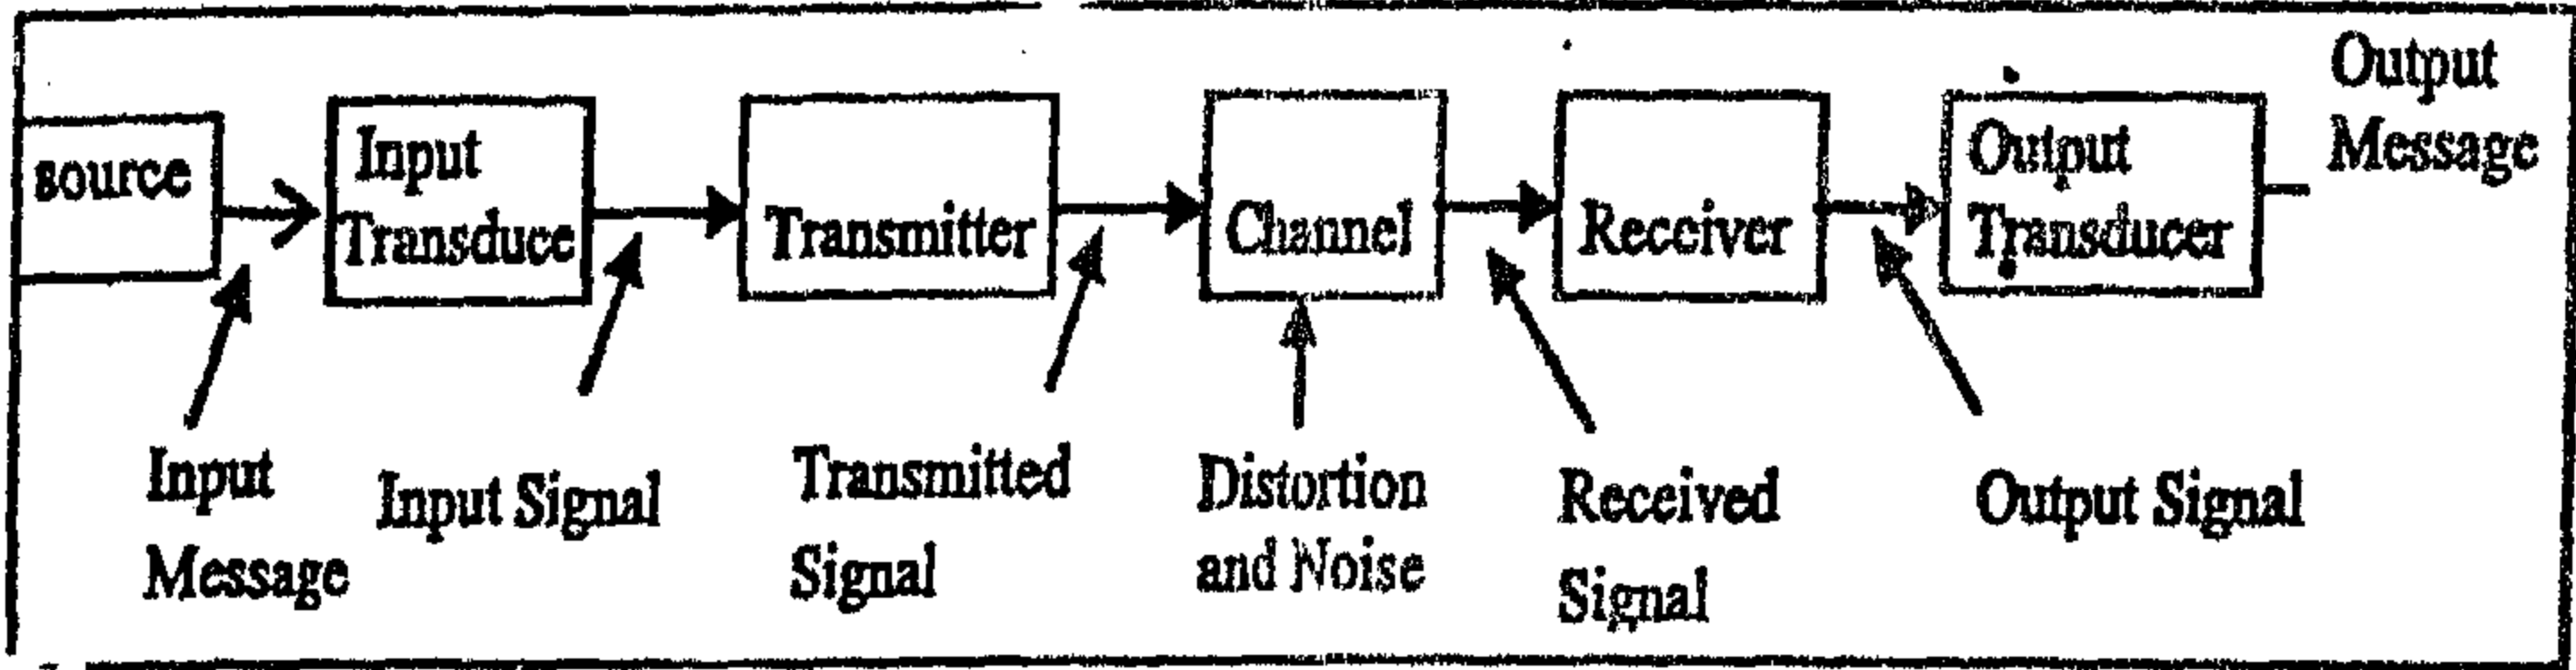 source
Input
Transduce
Transmitter
Channel
Receiver
Output
Transducer
Output
Message
Input
Message
Input Signal
Transmitted
Signal
Distortion
and Noise
Received
Signal
Output Signal